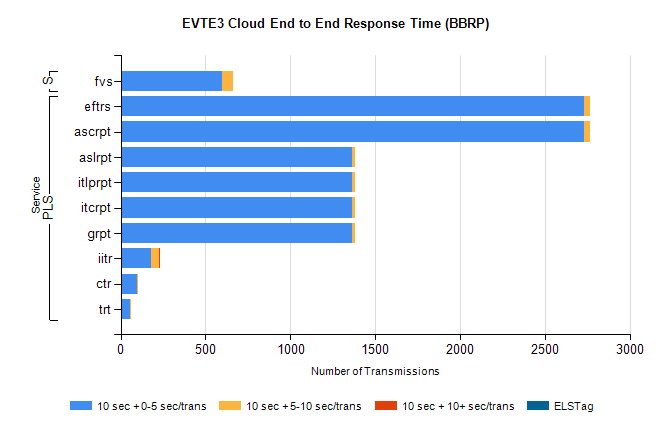 EVTE3 Cloud End to End Response Time (BBRP)
S
fvs
eftrs
ascrpt
aslrpt
itlprpt
Service
PLS
itcrpt
grpt
iitr
ctr
trt
0 500 1000 1500 2000 2500 3000
Number of Transmissions
10 sec +0-5 sec/trans 10 sec +5-10 sec/trans 10 sec + 10+ sec/trans ELSTag